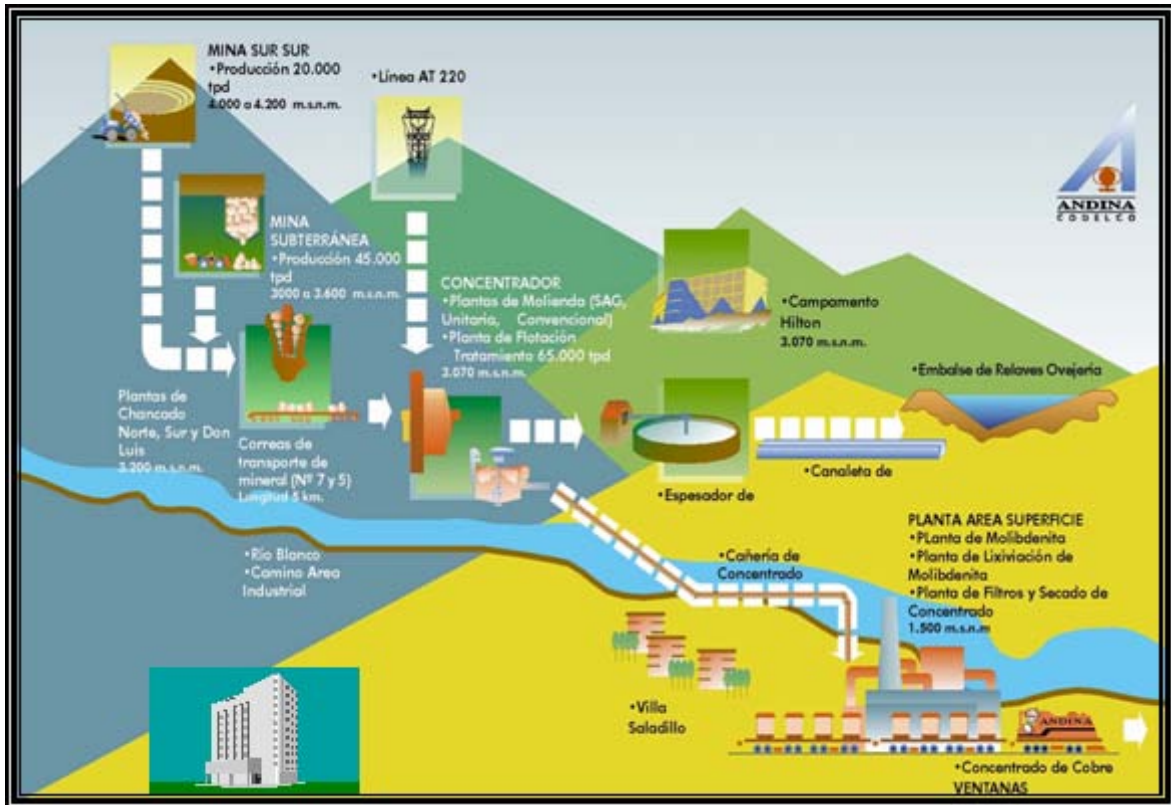 MINA SUR SUR
•Producción 20.000
tpd
4.000 a 4.200 m.s.n.m.
•Línea AT 220
MINA
SUBTERRÁNEA
•Producción 45.000
tpd
3000 a 3.600 m.s.n.m.
CONCENTRADOR
•Plantas de Molienda (SAG,
Unitaria, Convencional)
•Planta de Flotación
Tratamiento 65.000 tpd
3.070 m.s.n.m.
ANDINA
CODELCO
•Campamento
Hilton
3.070 m.s.n.m.
•Embalse de Relaves Ovejería
Plantas de
Chancado
Norte, Sur y Don
Luis
3.200 m.s.n.m.
Correas de
transporte de
mineral (Nº 7 y 5)
Longitud 5 km.
•Canaleta de
•Espesador de
•Río Blanco
•Camino Area
Industrial
•Cañería de
Concentrado
PLANTA AREA SUPERFICIE
•PLanta de Molibdenita
•Planta de Lixiviación de
Molibdenita
•Planta de Filtros y Secado de
Concentrado
1.500 m.s.n.m
•Villa
Saladillo
ANDINA
•Concentrado de Cobre
VENTANAS